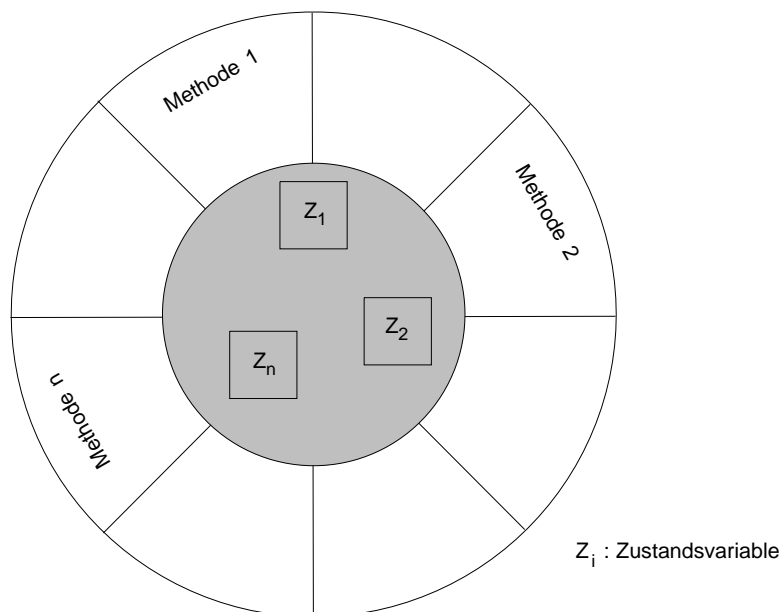 Methode 1
Methode 2
Z1
Z2
Zn
Methode n
Zi : Zustandsvariable